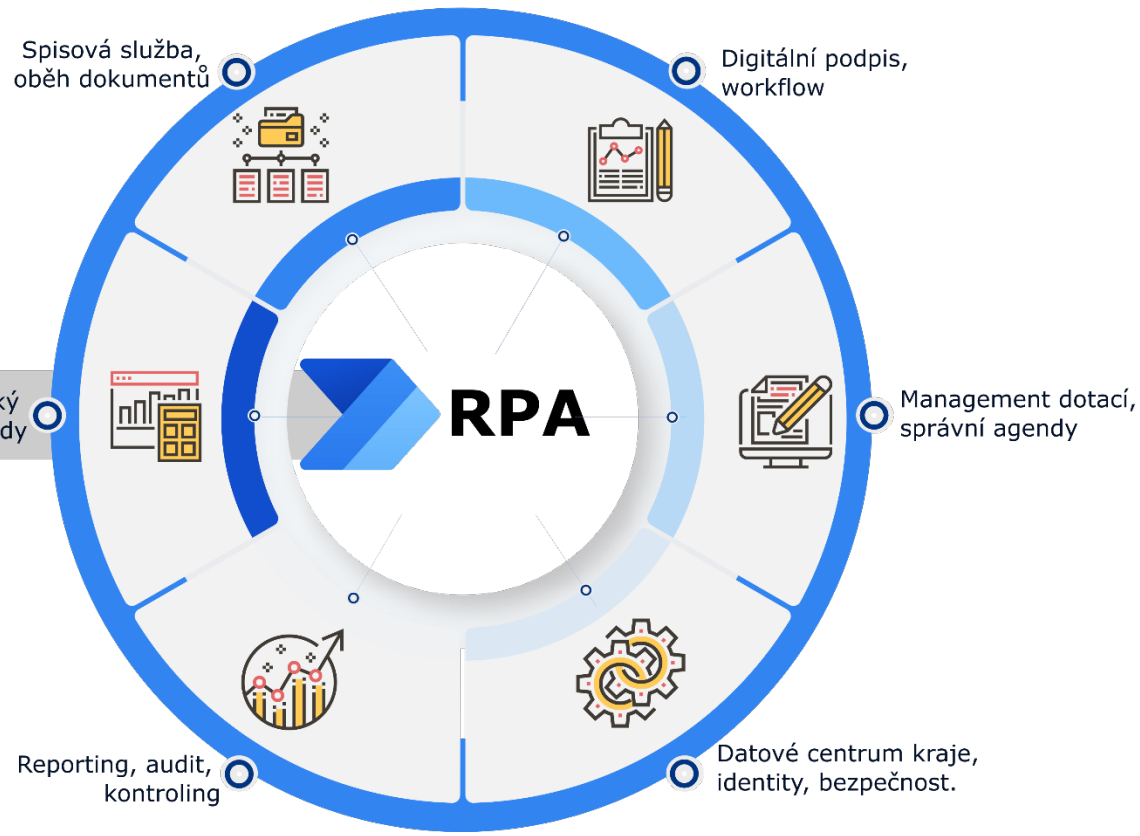 Spisová služba,
oběh dokumentů
Digitální podpis,
workflow
RPA
Management dotací,
správní agendy
Reporting, audit,
kontroling
Datové centrum kraje,
identity, bezpečnost.